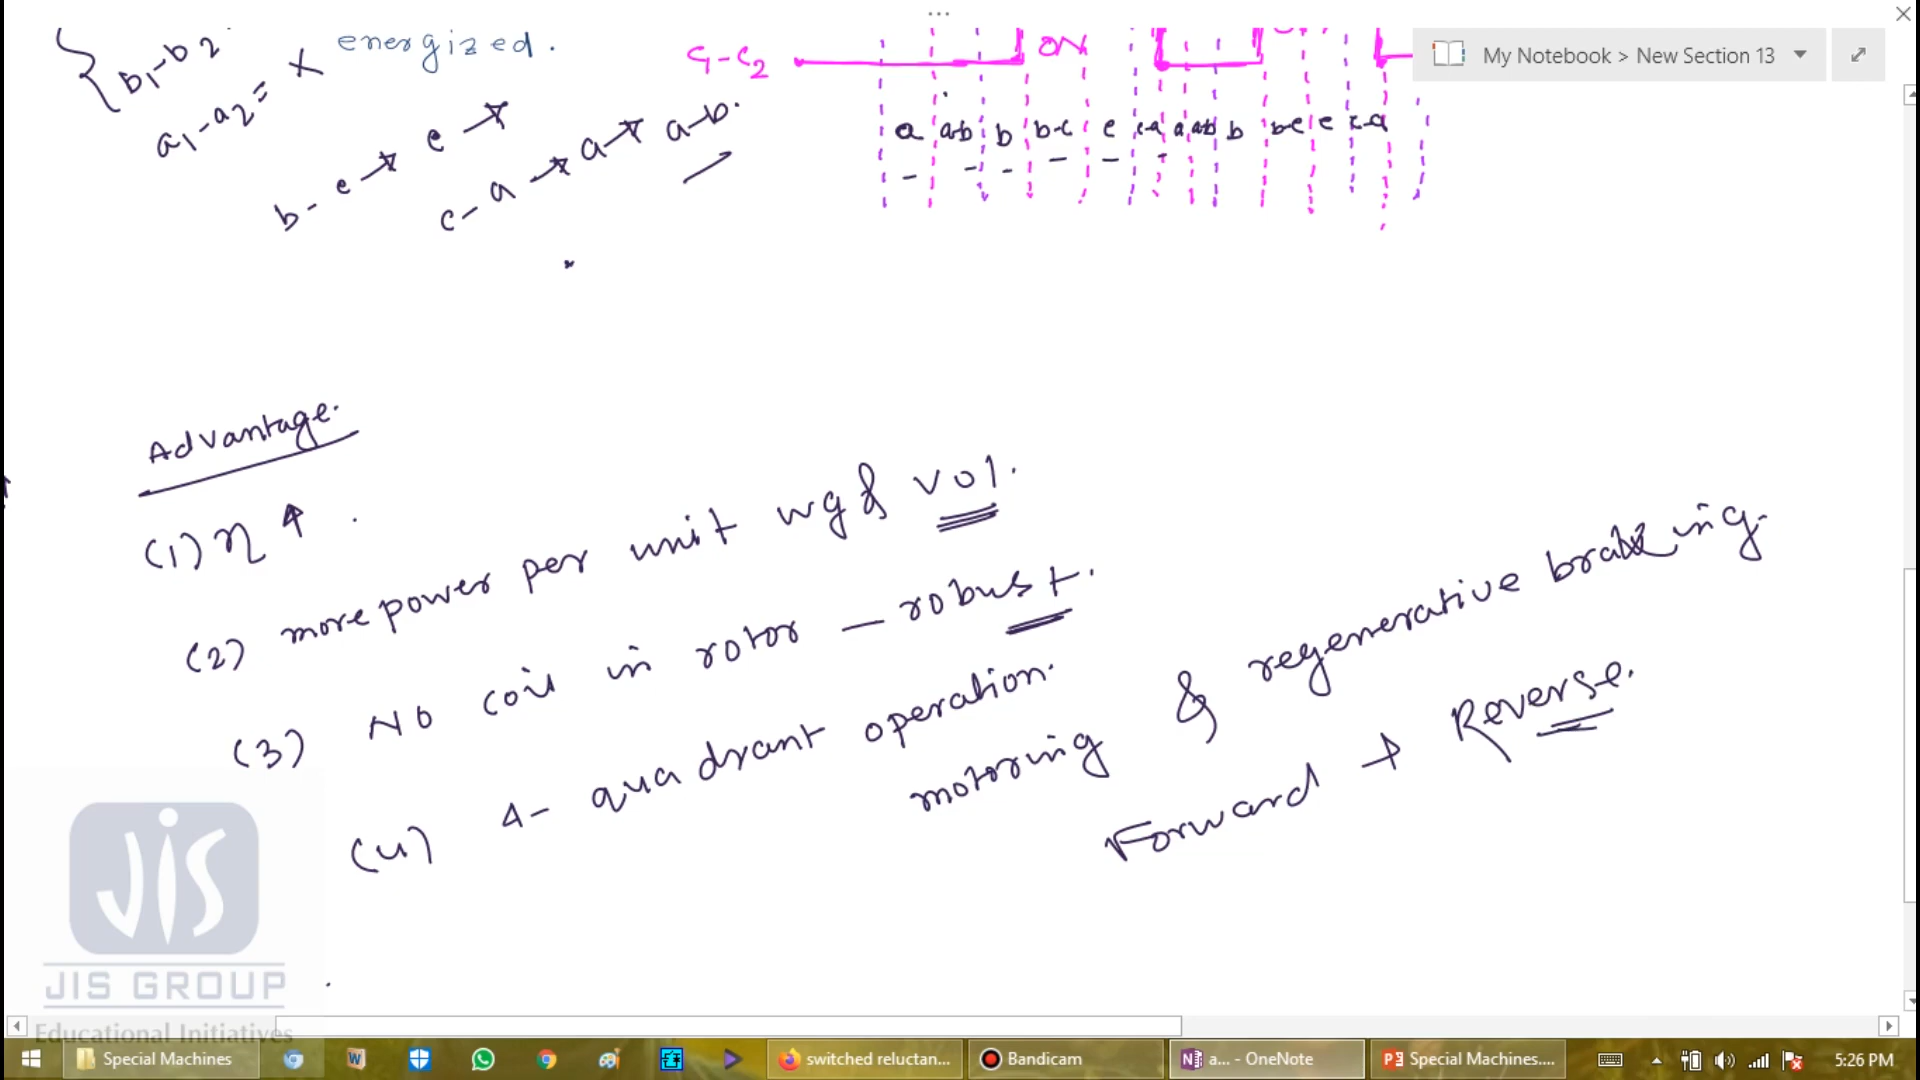 ...
b1-b2
energized.
a1-a2 = x
c1-c2
ON
My Notebook > New Section 13
a a-b b b-c c c-a a ab b b-c c c-a
b-c → c →
c-a → a → a-b.
Advantage.
(1) η ↑ .
(2) more power per unit wg & vol.
(3) No coil in rotor — robust.
(4) 4- quadrant operation.
motoring & regenerative braking.
Forward → Reverse.
JIS
JIS GROUP
Educational Initiatives
Special Machines
switched reluctan...
Bandicam
a... - OneNote
Special Machines....
5:26 PM